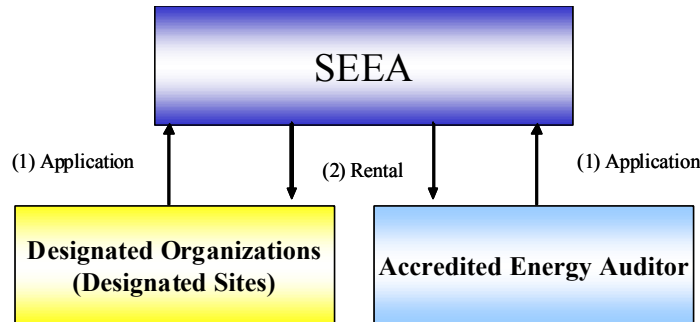 SEEA
(1) Application
(2) Rental
(1) Application
Designated Organizations
(Designated Sites)
Accredited Energy Auditor